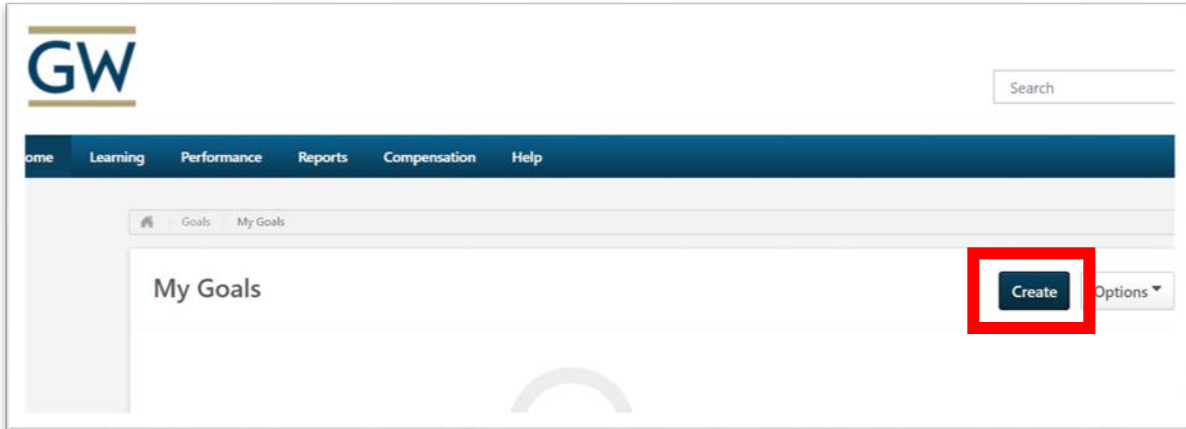 GW
Search
ome Learning Performance Reports Compensation Help
Goals My Goals
My Goals
Create Options